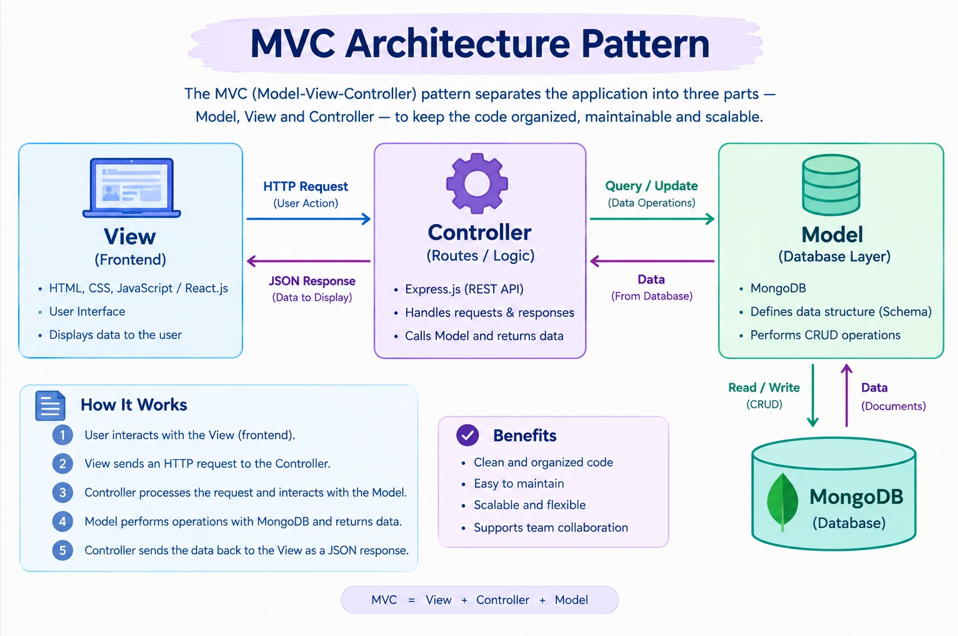 MVC Architecture Pattern
The MVC (Model-View-Controller) pattern separates the application into three parts —
Model, View and Controller — to keep the code organized, maintainable and scalable.
View
(Frontend)
• HTML, CSS, JavaScript / React.js
• User Interface
• Displays data to the user
HTTP Request
(User Action)
JSON Response
(Data to Display)
Controller
(Routes / Logic)
• Express.js (REST API)
• Handles requests & responses
• Calls Model and returns data
Query / Update
(Data Operations)
Data
(From Database)
Model
(Database Layer)
• MongoDB
• Defines data structure (Schema)
• Performs CRUD operations
Read / Write
(CRUD)
Data
(Documents)
MongoDB
(Database)
How It Works
1 User interacts with the View (frontend).
2 View sends an HTTP request to the Controller.
3 Controller processes the request and interacts with the Model.
4 Model performs operations with MongoDB and returns data.
5 Controller sends the data back to the View as a JSON response.
Benefits
• Clean and organized code
• Easy to maintain
• Scalable and flexible
• Supports team collaboration
MVC = View + Controller + Model